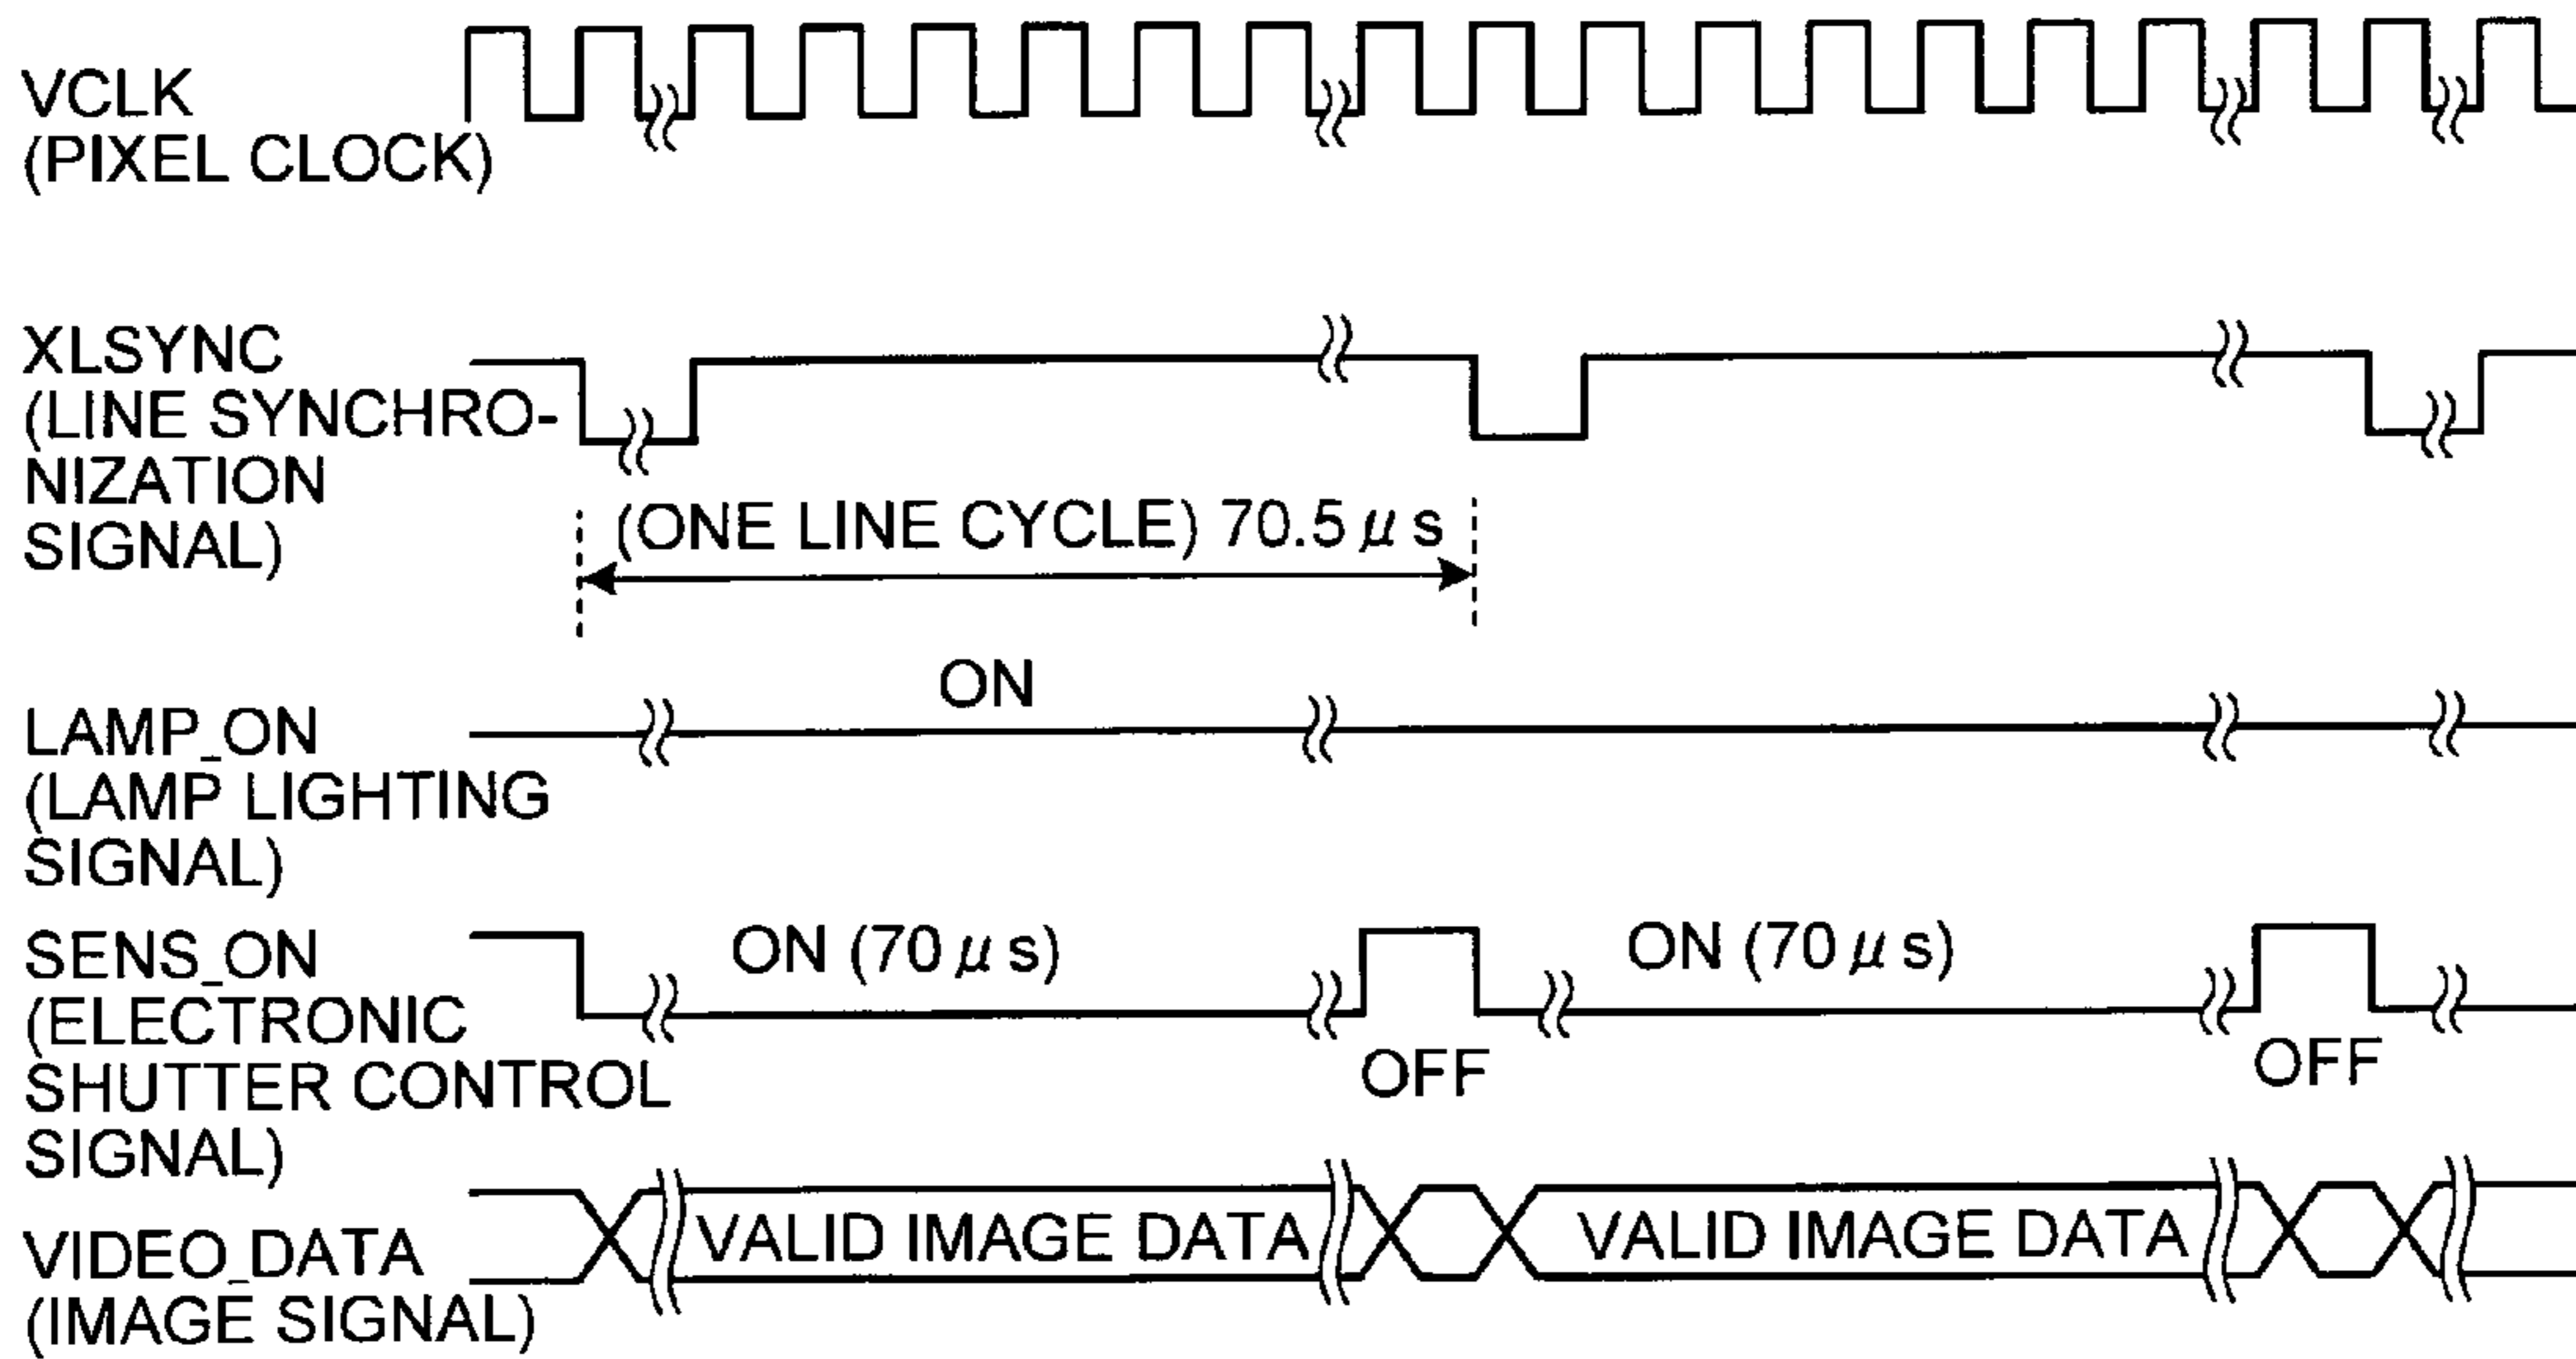 VCLK
(PIXEL CLOCK)
XLSYNC
(LINE SYNCHRO-
NIZATION
SIGNAL)
(ONE LINE CYCLE) 70.5 μ s
ON
LAMP_ON
(LAMP LIGHTING
SIGNAL)
SENS_ON
(ELECTRONIC
SHUTTER CONTROL
SIGNAL)
ON (70 μ s)
ON (70 μ s)
OFF
OFF
VIDEO_DATA
(IMAGE SIGNAL)
VALID IMAGE DATA
VALID IMAGE DATA